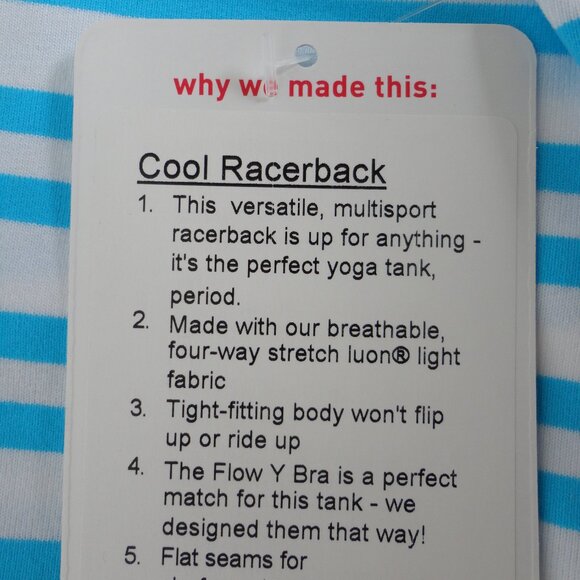 why we made this:
Cool Racerback
1. This versatile, multisport
racerback is up for anything -
it's the perfect yoga tank,
period.
2. Made with our breathable,
four-way stretch luon® light
fabric
3. Tight-fitting body won't flip
up or ride up
4. The Flow Y Bra is a perfect
match for this tank - we
designed them that way!
5. Flat seams for